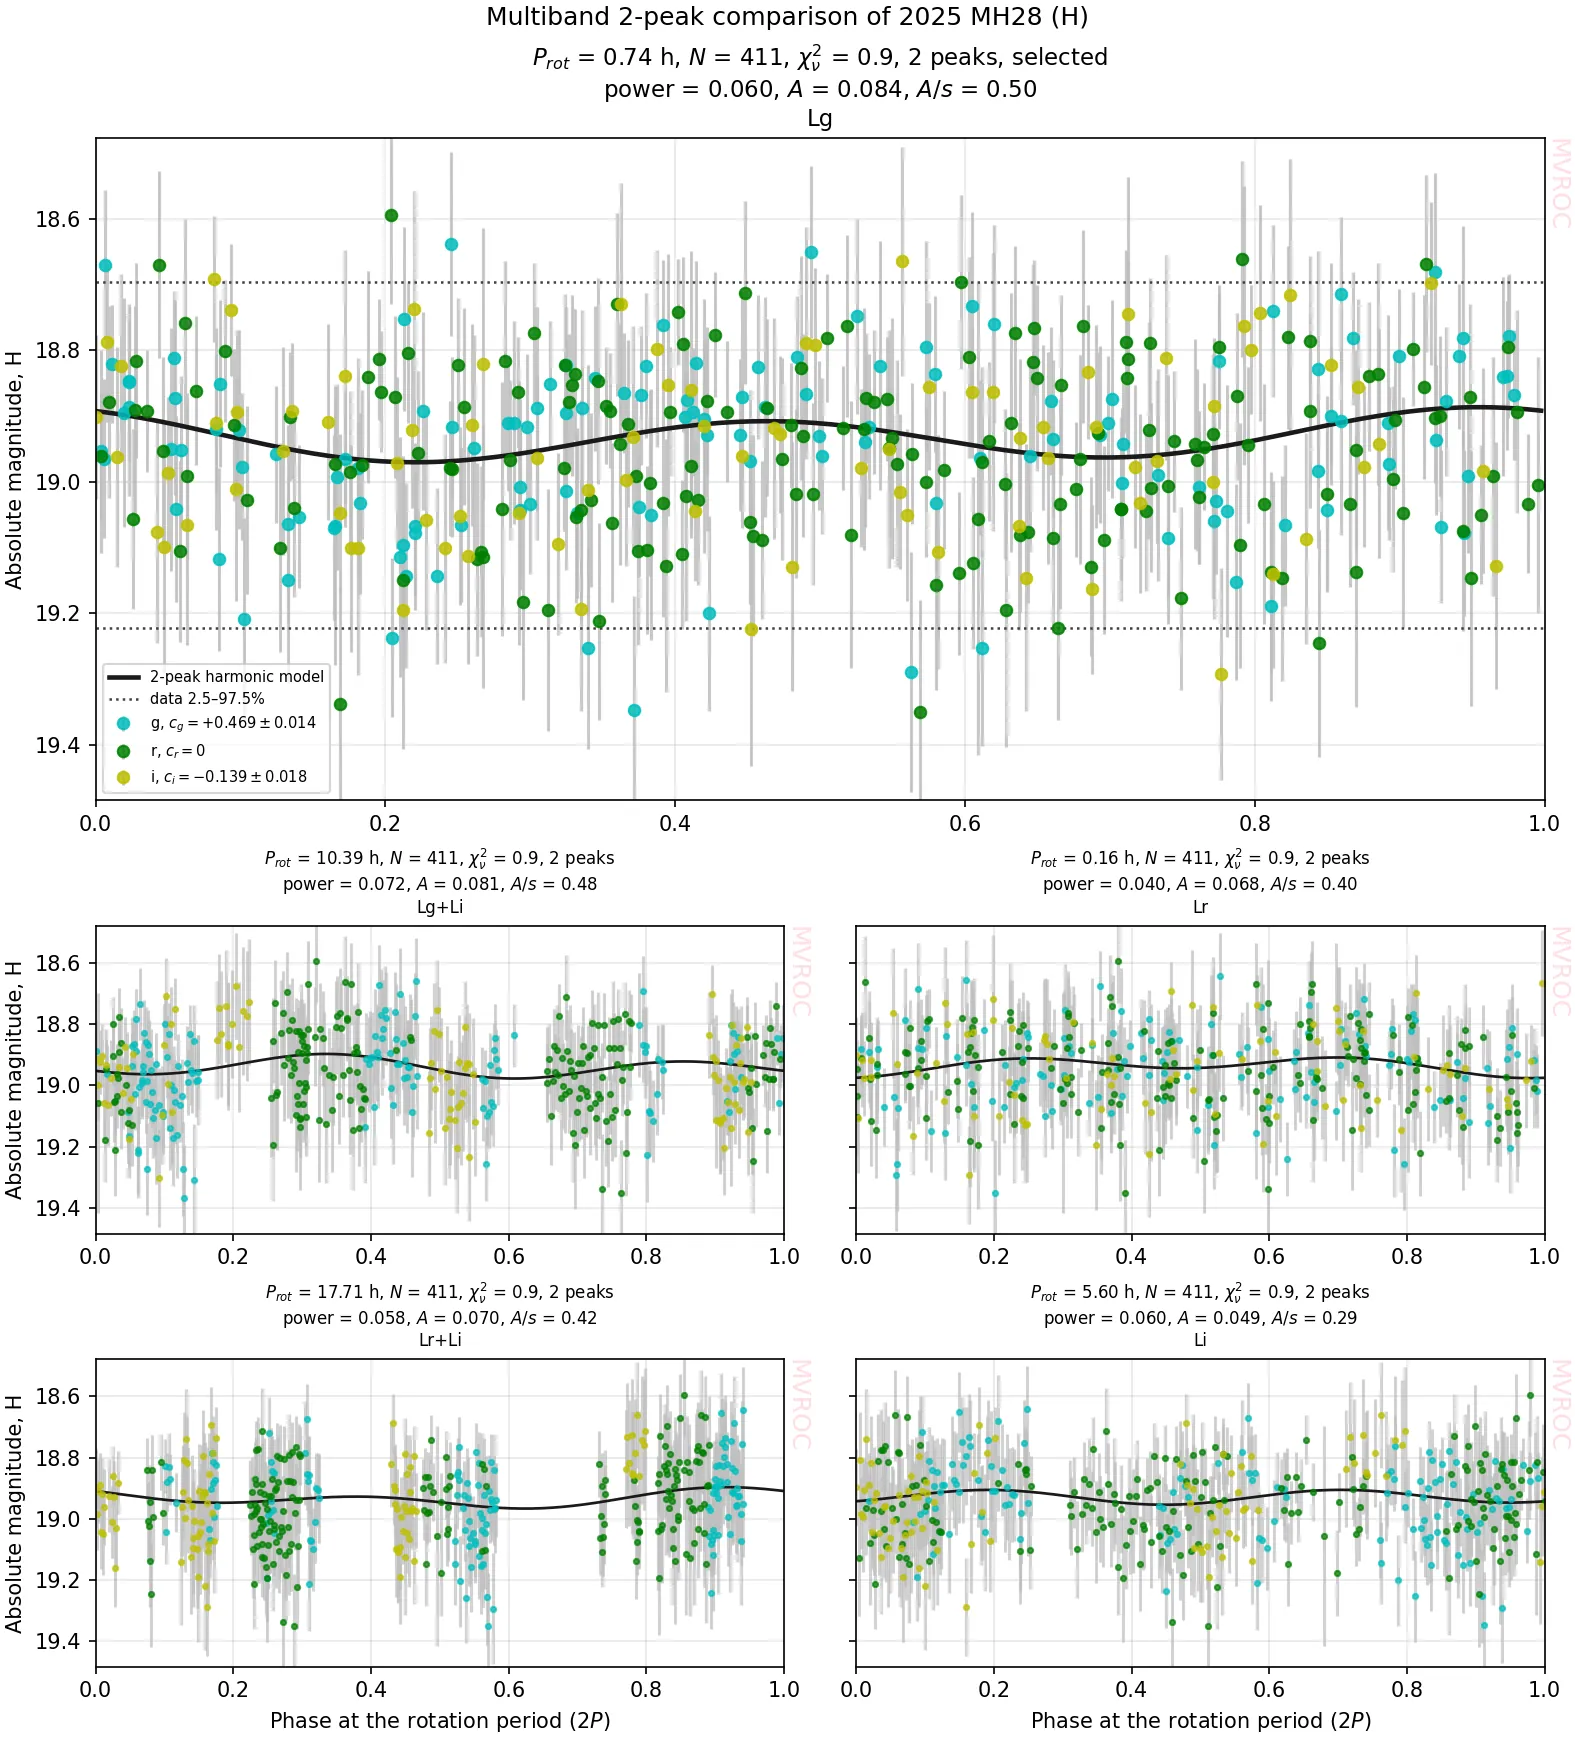 Multiband 2-peak comparison of 2025 MH28 (H)
P_rot = 0.74 h, N = 411, χ²_ν = 0.9, 2 peaks, selected
power = 0.060, A = 0.084, A/s = 0.50
Lg
MVROC
Absolute magnitude, H
18.6
18.8
19.0
19.2
19.4
2-peak harmonic model
data 2.5–97.5%
g, c_g = +0.469 ± 0.014
r, c_r = 0
i, c_i = −0.139 ± 0.018
0.0 0.2 0.4 0.6 0.8 1.0
P_rot = 10.39 h, N = 411, χ²_ν = 0.9, 2 peaks
power = 0.072, A = 0.081, A/s = 0.48
Lg+Li
MVROC
Absolute magnitude, H
18.6
18.8
19.0
19.2
19.4
0.0 0.2 0.4 0.6 0.8 1.0
P_rot = 0.16 h, N = 411, χ²_ν = 0.9, 2 peaks
power = 0.040, A = 0.068, A/s = 0.40
Lr
MVROC
0.0 0.2 0.4 0.6 0.8 1.0
P_rot = 17.71 h, N = 411, χ²_ν = 0.9, 2 peaks
power = 0.058, A = 0.070, A/s = 0.42
Lr+Li
MVROC
Absolute magnitude, H
18.6
18.8
19.0
19.2
19.4
0.0 0.2 0.4 0.6 0.8 1.0
Phase at the rotation period (2P)
P_rot = 5.60 h, N = 411, χ²_ν = 0.9, 2 peaks
power = 0.060, A = 0.049, A/s = 0.29
Li
MVROC
0.0 0.2 0.4 0.6 0.8 1.0
Phase at the rotation period (2P)